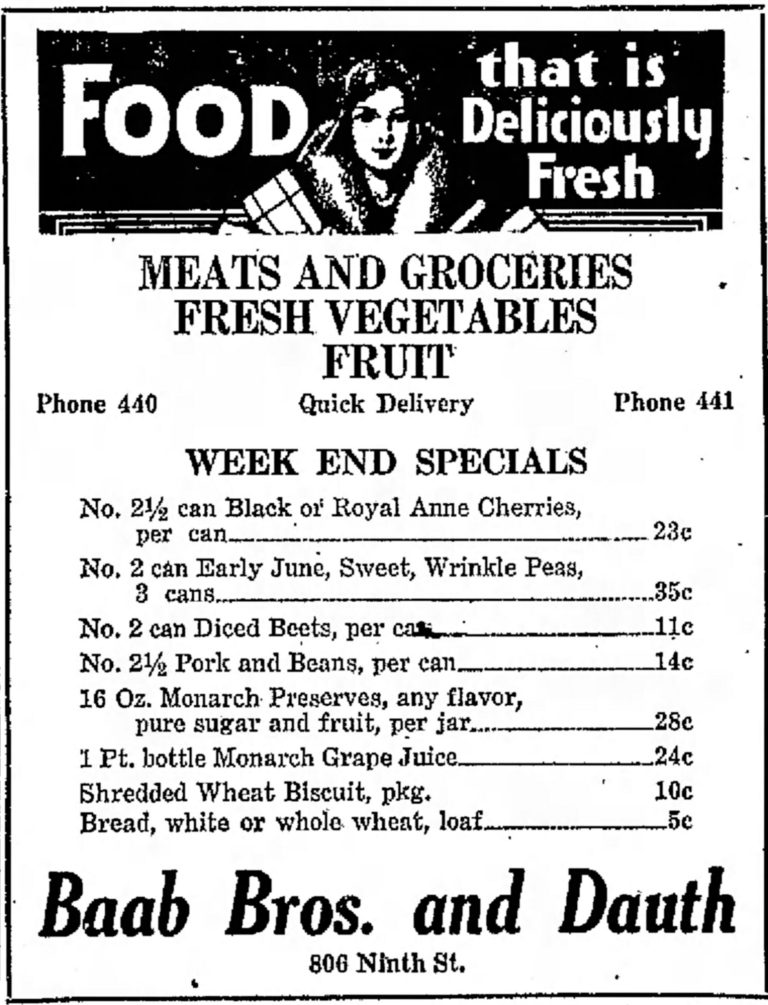 FOOD that is
Deliciously
Fresh
MEATS AND GROCERIES
FRESH VEGETABLES
FRUIT
Phone 440 Quick Delivery Phone 441
WEEK END SPECIALS
No. 2½ can Black or Royal Anne Cherries,
per can 23c
No. 2 can Early June, Sweet, Wrinkle Peas,
3 cans 35c
No. 2 can Diced Beets, per can 11c
No. 2½ Pork and Beans, per can 14c
16 Oz. Monarch Preserves, any flavor,
pure sugar and fruit, per jar 28c
1 Pt. bottle Monarch Grape Juice 24c
Shredded Wheat Biscuit, pkg. 10c
Bread, white or whole wheat, loaf 5c
Baab Bros. and Dauth
806 Ninth St.